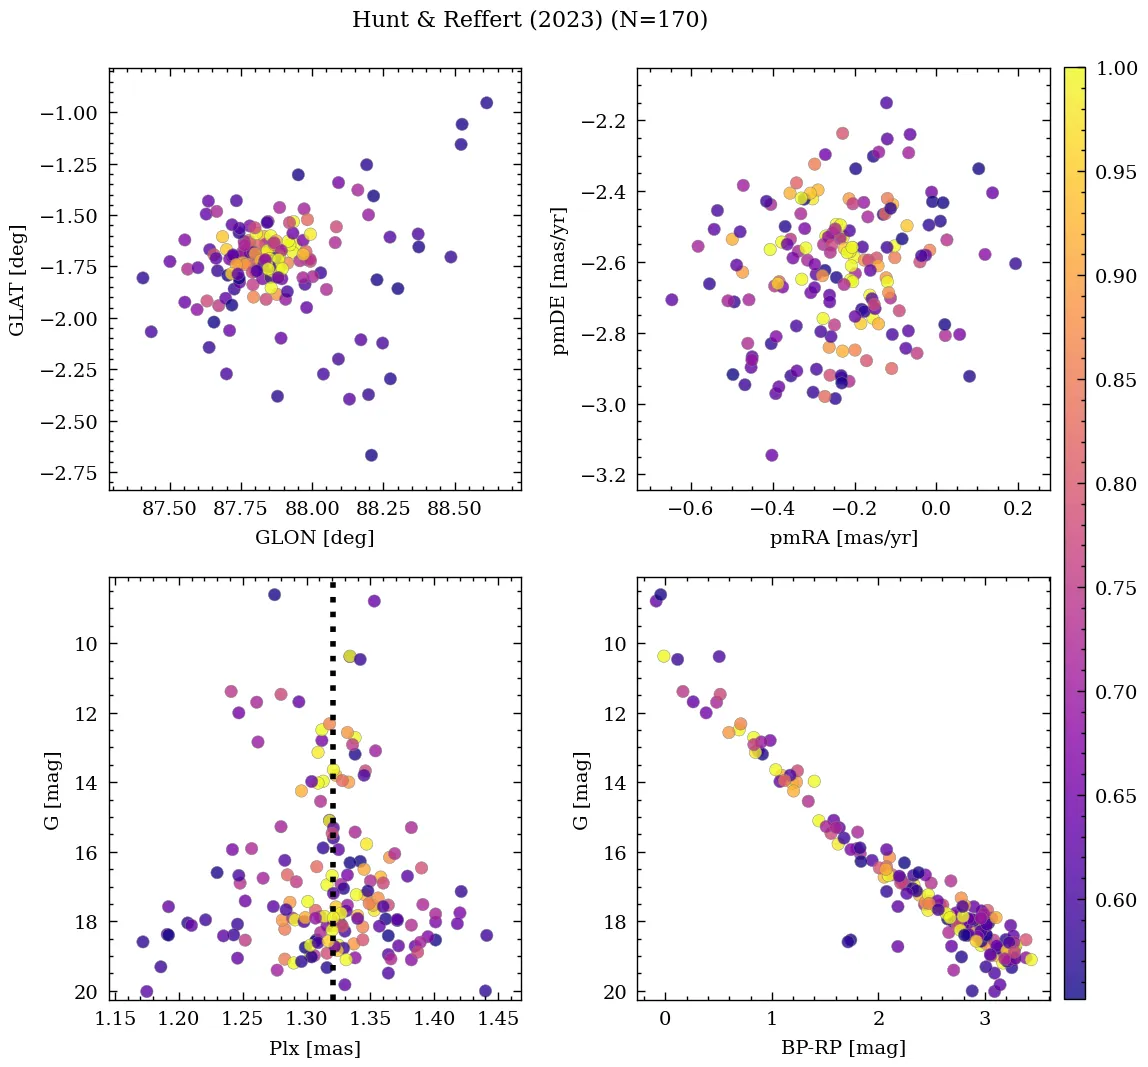 Hunt & Reffert (2023) (N=170)
−1.00
−1.25
−1.50
−1.75
−2.00
−2.25
−2.50
−2.75
GLAT [deg]
87.50 87.75 88.00 88.25 88.50
GLON [deg]
−2.2
−2.4
−2.6
−2.8
−3.0
−3.2
pmDE [mas/yr]
−0.6 −0.4 −0.2 0.0 0.2
pmRA [mas/yr]
10
12
14
16
18
20
G [mag]
1.15 1.20 1.25 1.30 1.35 1.40 1.45
Plx [mas]
10
12
14
16
18
20
G [mag]
0 1 2 3
BP-RP [mag]
1.00
0.95
0.90
0.85
0.80
0.75
0.70
0.65
0.60